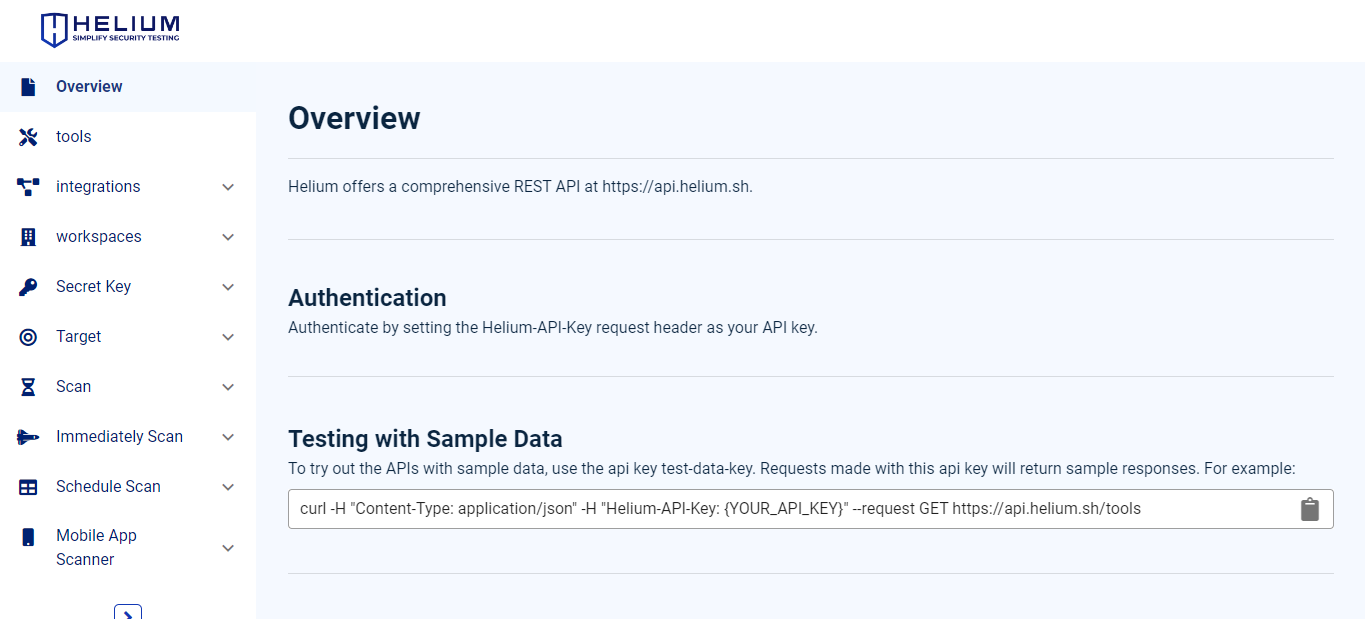 HELIUM
SIMPLIFY SECURITY TESTING
Overview
tools
integrations
workspaces
Secret Key
Target
Scan
Immediately Scan
Schedule Scan
Mobile App
Scanner
Overview
Helium offers a comprehensive REST API at https://api.helium.sh.
Authentication
Authenticate by setting the Helium-API-Key request header as your API key.
Testing with Sample Data
To try out the APIs with sample data, use the api key test-data-key. Requests made with this api key will return sample responses. For example:
curl -H "Content-Type: application/json" -H "Helium-API-Key: {YOUR_API_KEY}" --request GET https://api.helium.sh/tools